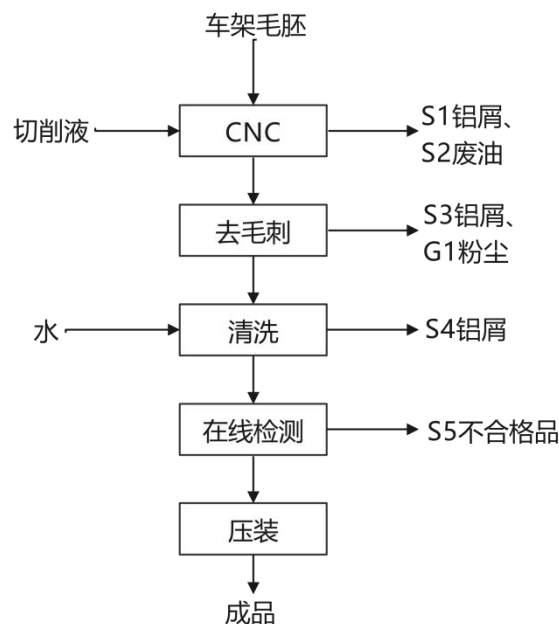 车架毛胚
切削液
CNC
S1铝屑、
S2废油
去毛刺
S3铝屑、
G1粉尘
水
清洗
S4铝屑
在线检测
S5不合格品
压装
成品